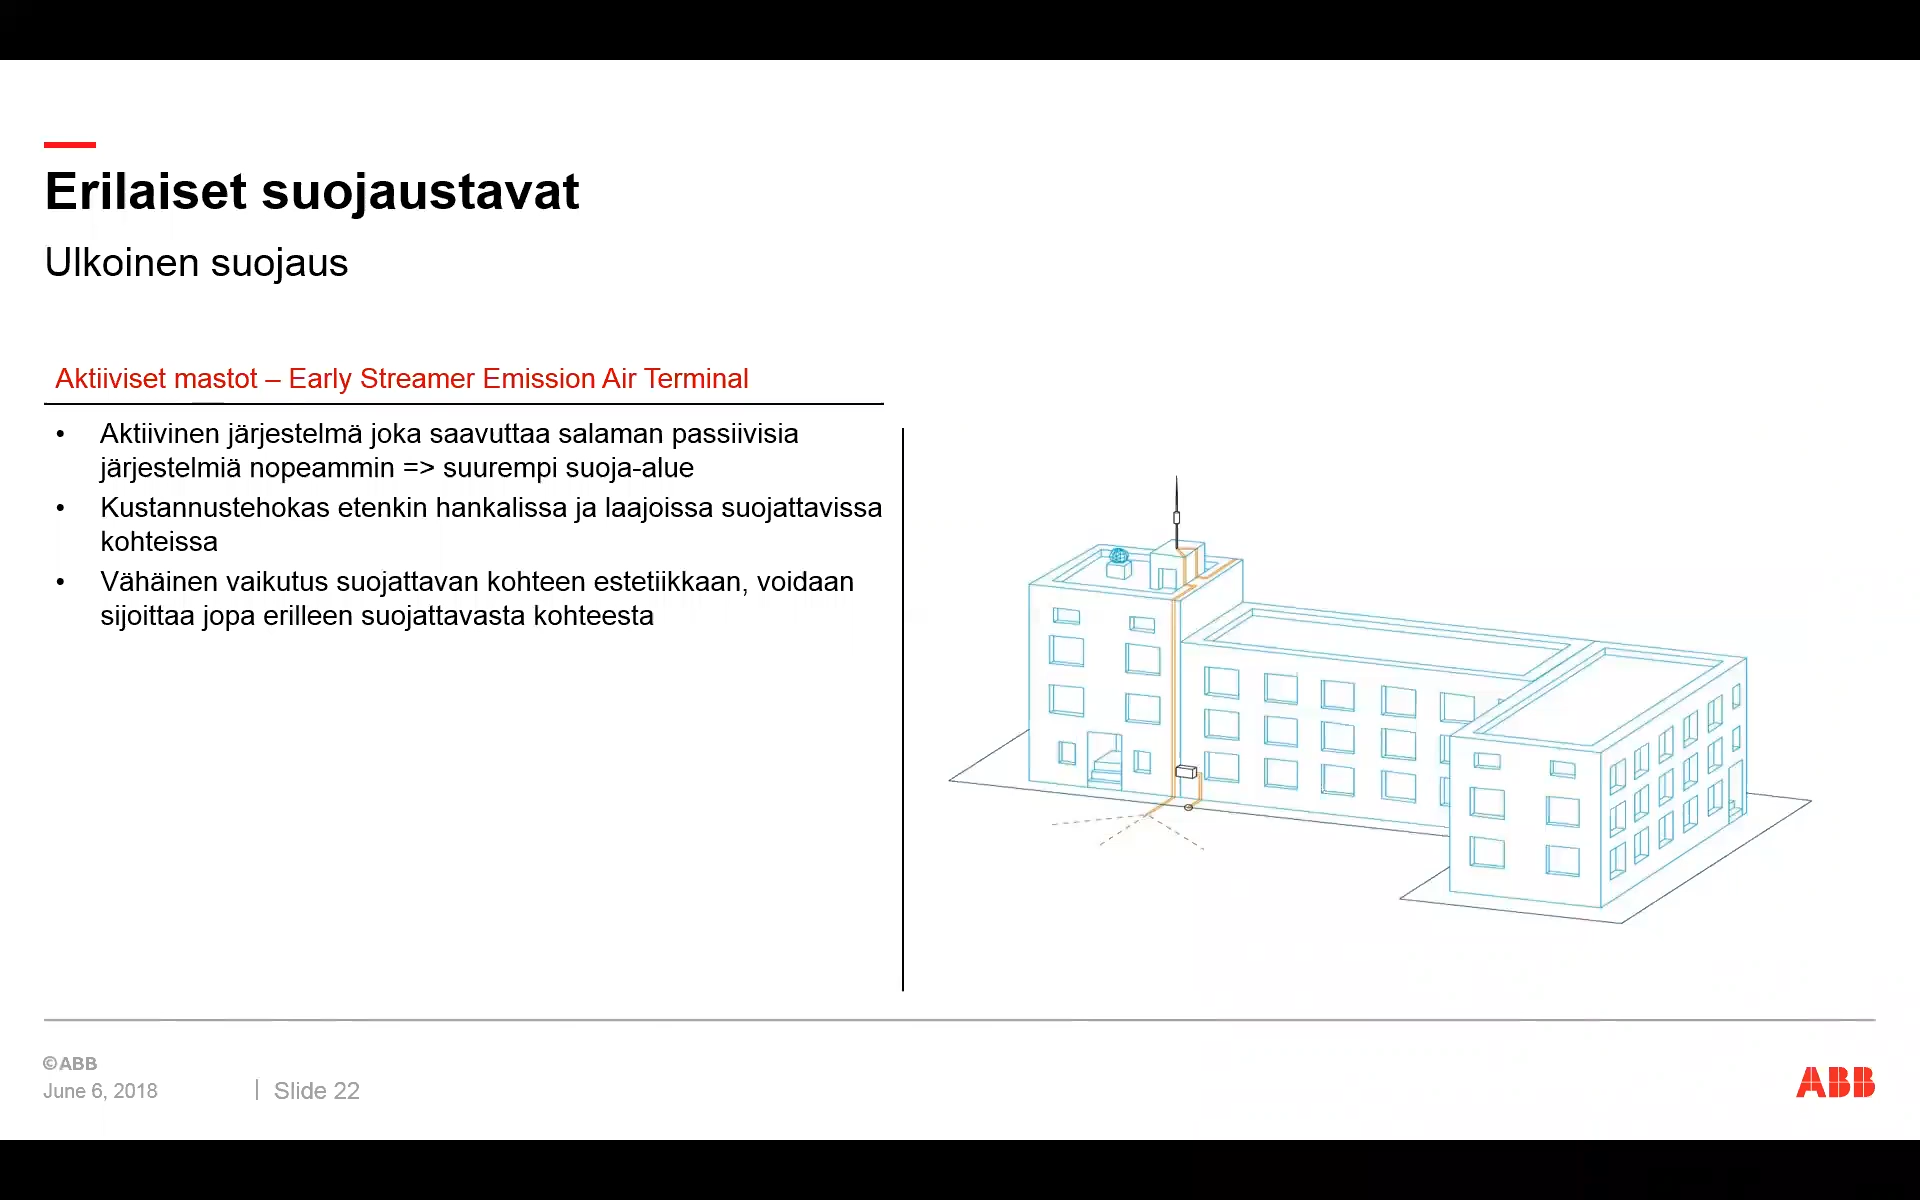 Erilaiset suojaustavat
Ulkoinen suojaus
Aktiiviset mastot – Early Streamer Emission Air Terminal
• Aktiivinen järjestelmä joka saavuttaa salaman passiivisia
järjestelmiä nopeammin => suurempi suoja-alue
• Kustannustehokas etenkin hankalissa ja laajoissa suojattavissa
kohteissa
• Vähäinen vaikutus suojattavan kohteen estetiikkaan, voidaan
sijoittaa jopa erilleen suojattavasta kohteesta
©ABB
June 6, 2018 | Slide 22
ABB